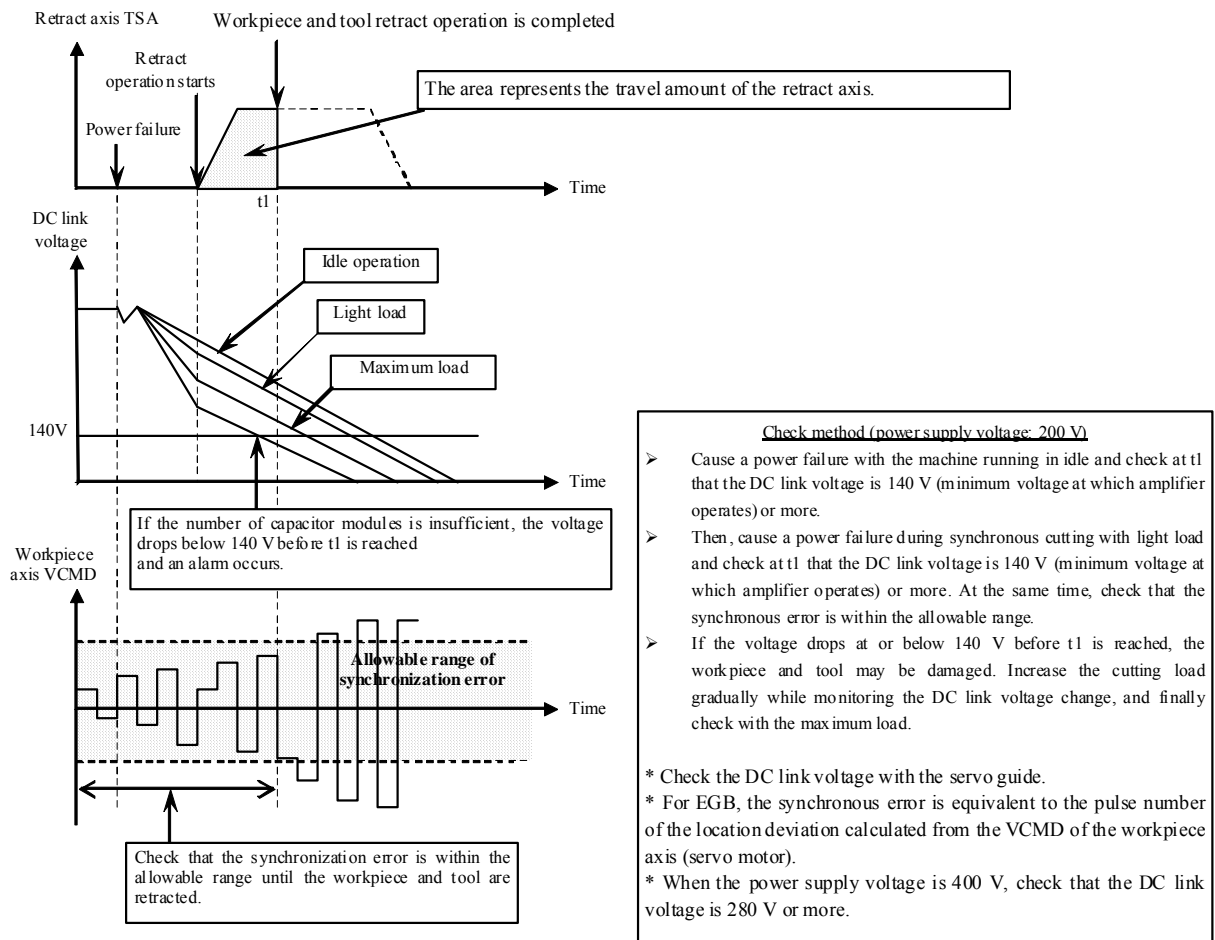 Retract axis TSA
Workpiece and tool retract operation is completed
Retract
operation starts
The area represents the travel amount of the retract axis.
Power failure
Time
t1
DC link
voltage
Idle operation
Light load
Maximum load
140V
Time
If the number of capacitor modules is insufficient, the voltage
drops below 140 V before t1 is reached
and an alarm occurs.
Workpiece
axis VCMD
Allowable range of
synchronization error
Time
Check that the synchronization error is within the
allowable range until the workpiece and tool are
retracted.
Check method (power supply voltage: 200 V)
➢ Cause a power failure with the machine running in idle and check at t1
that the DC link voltage is 140 V (minimum voltage at which amplifier
operates) or more.
➢ Then, cause a power failure during synchronous cutting with light load
and check at t1 that the DC link voltage is 140 V (minimum voltage at
which amplifier operates) or more. At the same time, check that the
synchronous error is within the allowable range.
➢ If the voltage drops at or below 140 V before t1 is reached, the
workpiece and tool may be damaged. Increase the cutting load
gradually while monitoring the DC link voltage change, and finally
check with the maximum load.
* Check the DC link voltage with the servo guide.
* For EGB, the synchronous error is equivalent to the pulse number
of the location deviation calculated from the VCMD of the workpiece
axis (servo motor).
* When the power supply voltage is 400 V, check that the DC link
voltage is 280 V or more.